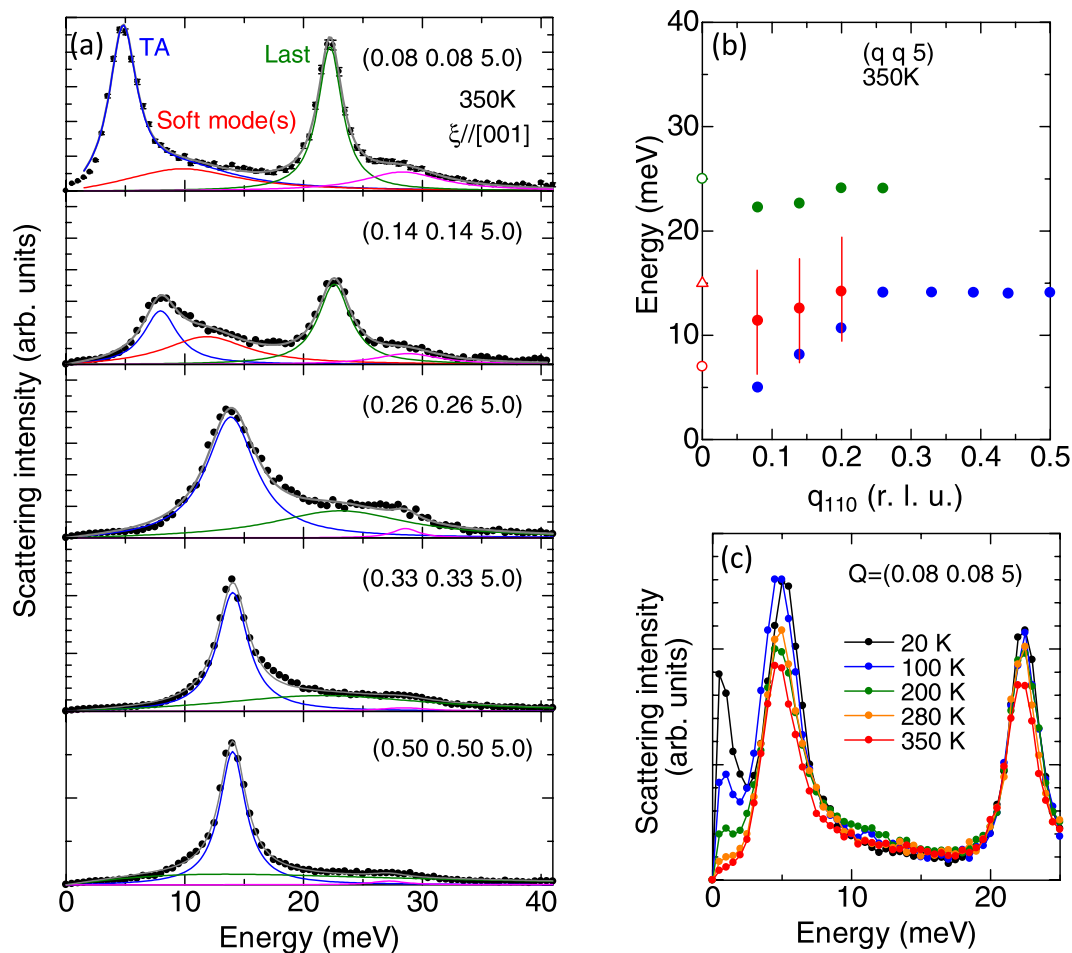 (a)
TA
Last
(0.08 0.08 5.0)
350K
Soft mode(s)
ξ//[001]
(0.14 0.14 5.0)
(0.26 0.26 5.0)
(0.33 0.33 5.0)
(0.50 0.50 5.0)
Scattering intensity (arb. units)
0 10 20 30 40
Energy (meV)
(b)
(q q 5)
350K
40
30
20
10
0
Energy (meV)
0 0.1 0.2 0.3 0.4 0.5
q110 (r. l. u.)
(c)
Q=(0.08 0.08 5)
20 K
100 K
200 K
280 K
350 K
Scattering intensity
(arb. units)
0 10 20
Energy (meV)